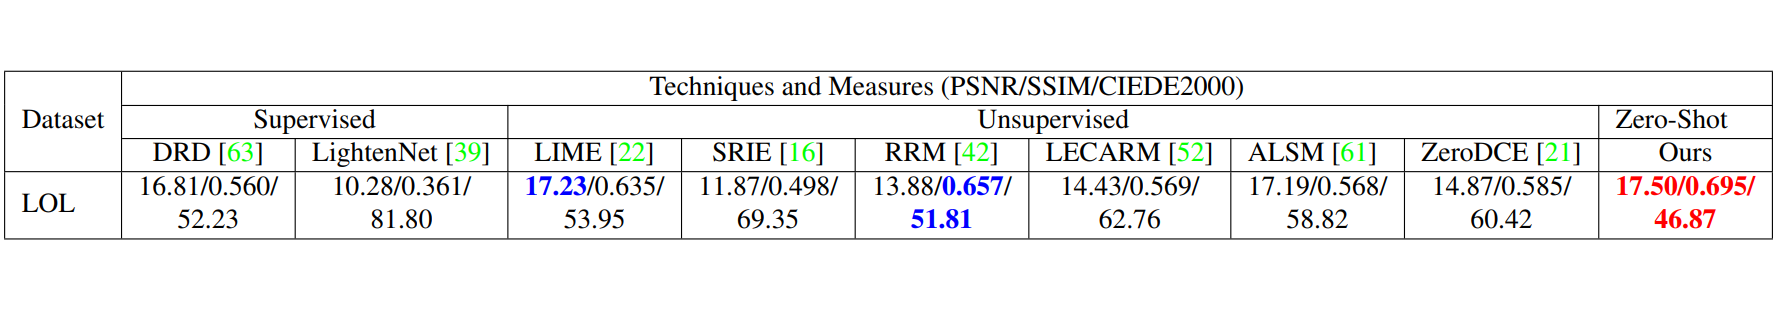 Techniques and Measures (PSNR/SSIM/CIEDE2000)
Dataset Supervised Unsupervised Zero-Shot
DRD [63] LightenNet [39] LIME [22] SRIE [16] RRM [42] LECARM [52] ALSM [61] ZeroDCE [21] Ours
LOL 16.81/0.560/ 10.28/0.361/ 17.23/0.635/ 11.87/0.498/ 13.88/0.657/ 14.43/0.569/ 17.19/0.568/ 14.87/0.585/ 17.50/0.695/
52.23 81.80 53.95 69.35 51.81 62.76 58.82 60.42 46.87